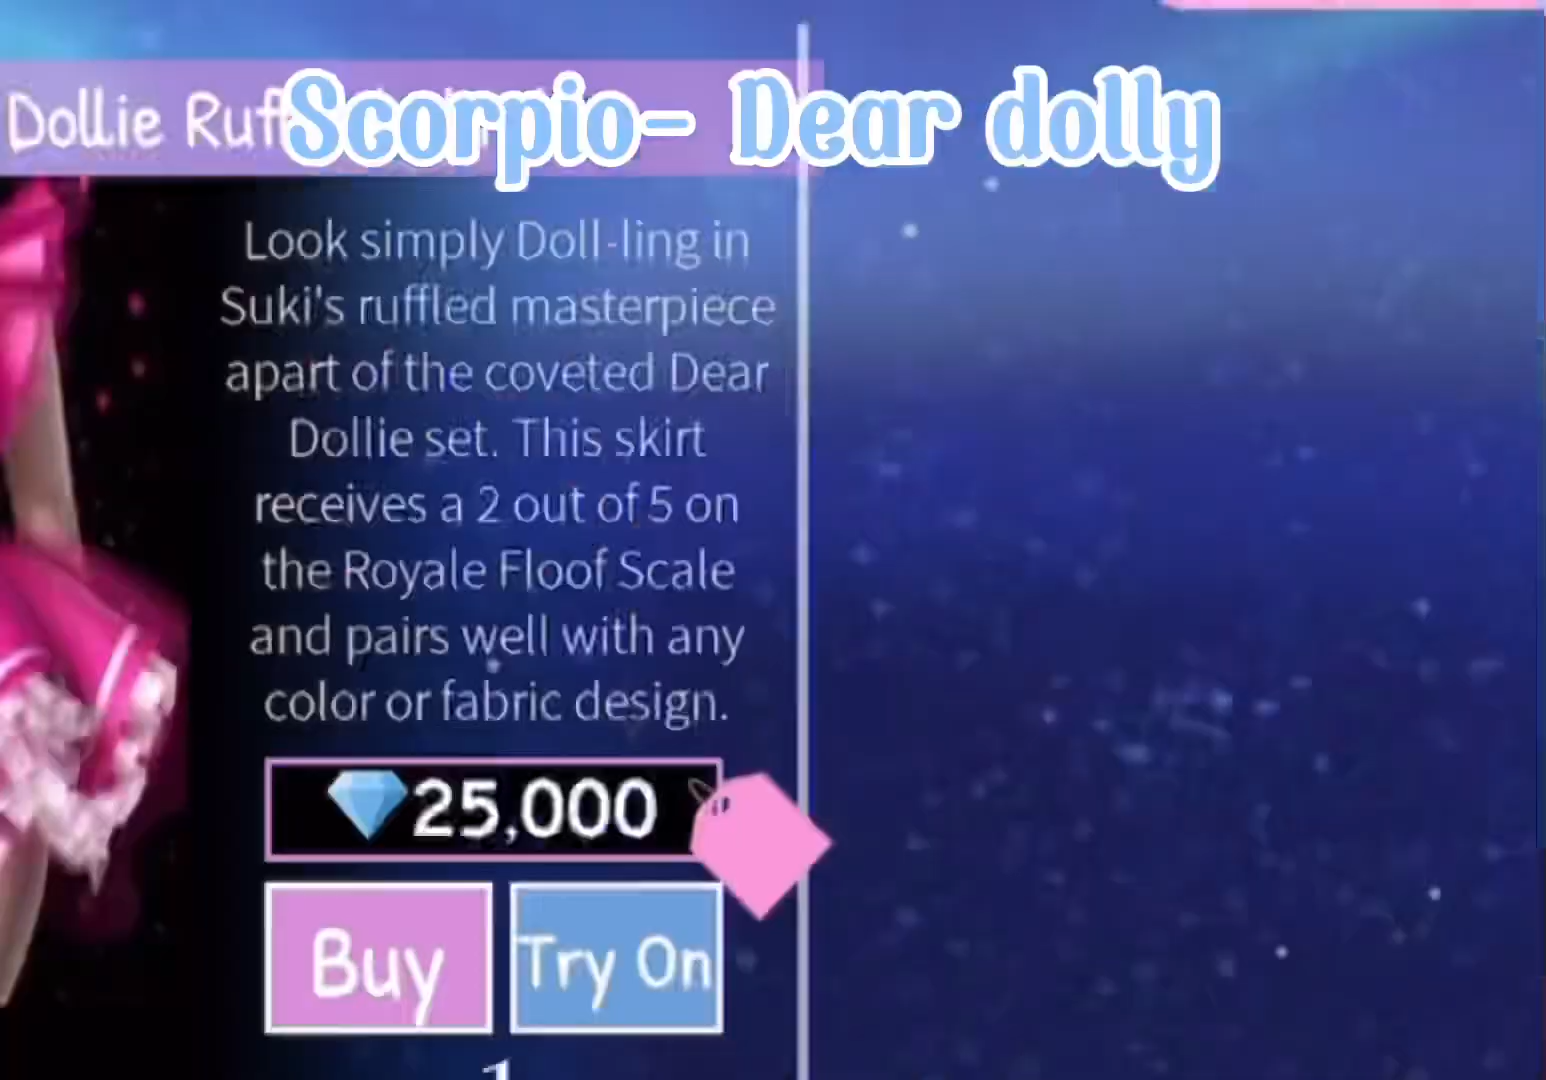 Dollie
Scorpio- Dear dolly
Look simply Doll-ling in
Suki's ruffled masterpiece
apart of the coveted Dear
Dollie set. This skirt
receives a 2 out of 5 on
the Royale Floof Scale
and pairs well with any
color or fabric design.
25,000
Buy
Try On